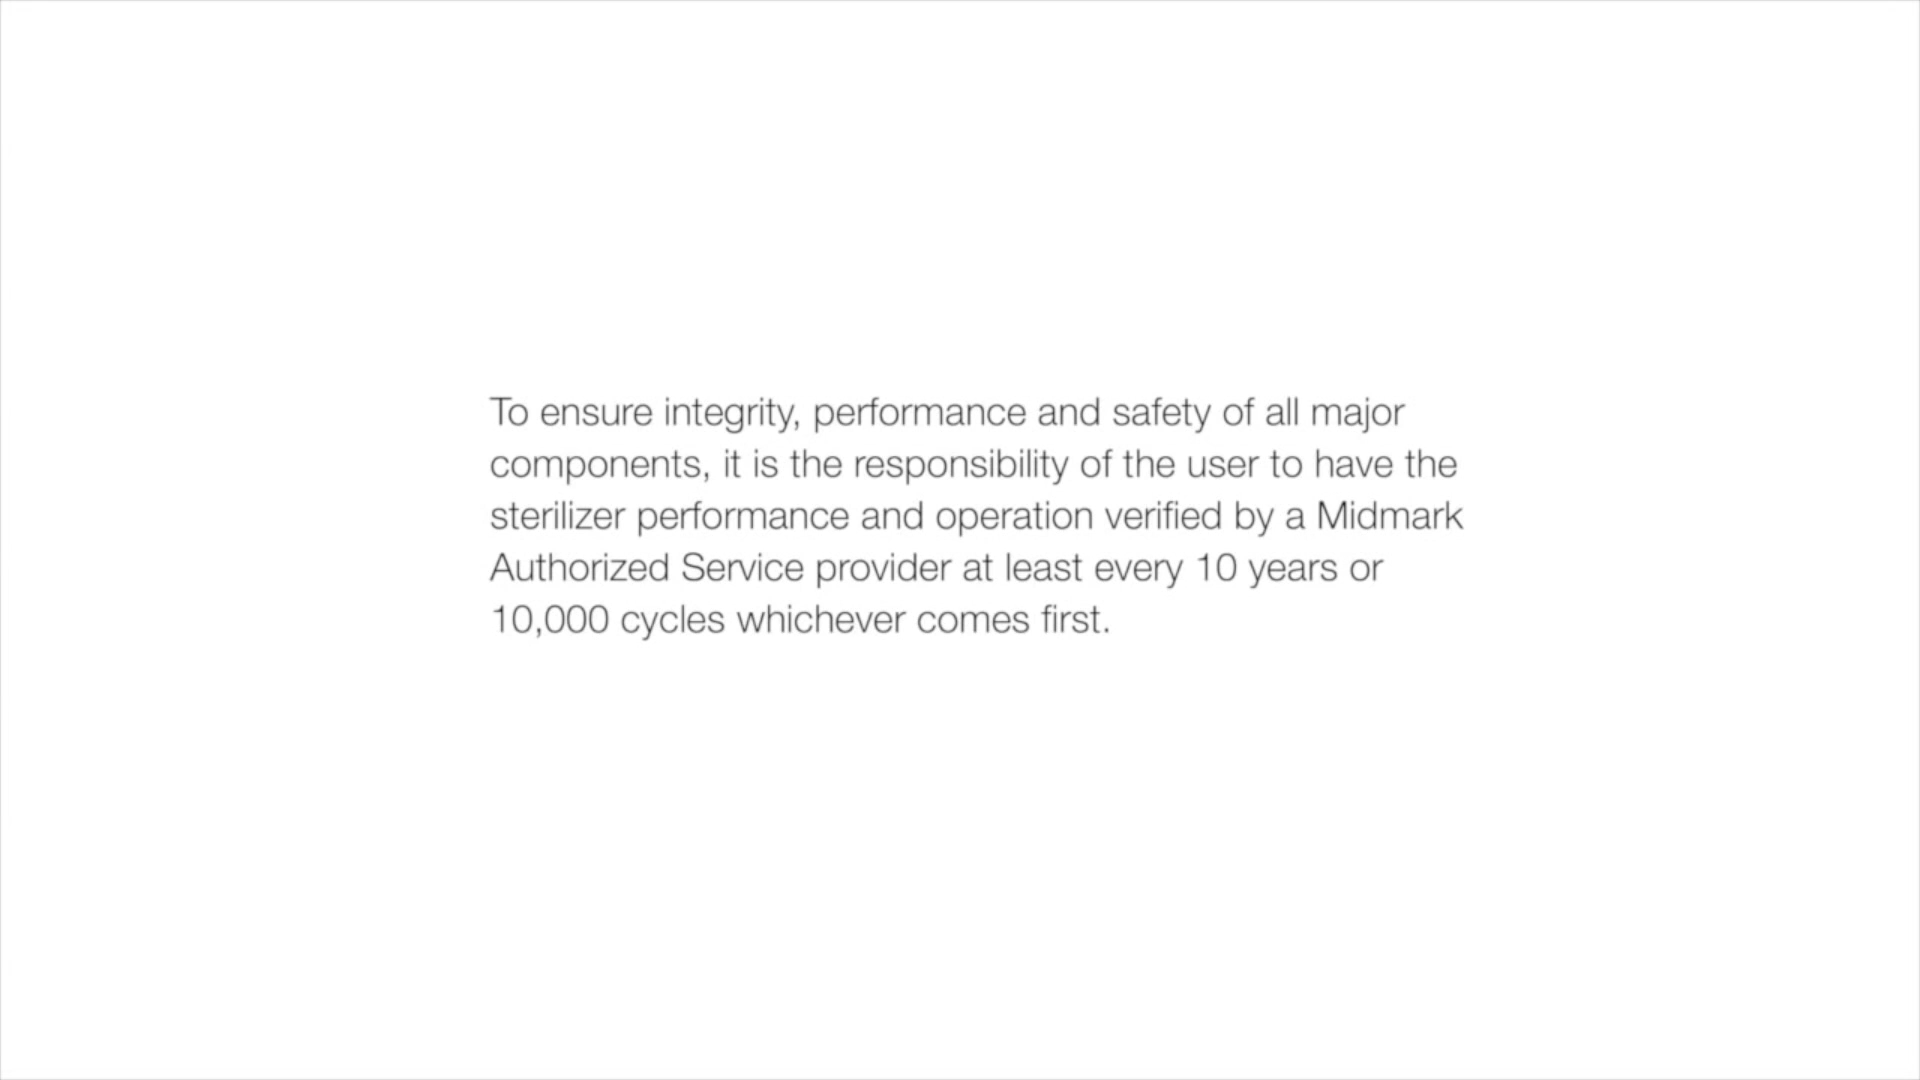 To ensure integrity, performance and safety of all major
components, it is the responsibility of the user to have the
sterilizer performance and operation verified by a Midmark
Authorized Service provider at least every 10 years or
10,000 cycles whichever comes first.